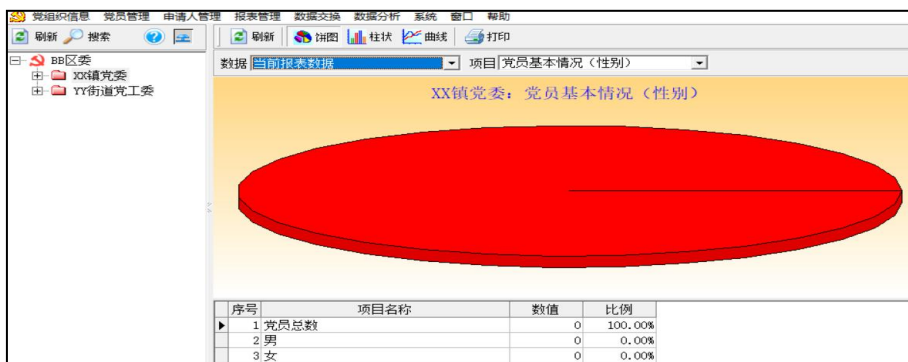 党组织信息 党员管理 申请人管理 报表管理 数据交换 数据分析 系统 窗口 帮助
刷新 搜索 刷新 饼图 柱状 曲线 打印
BB区委
XX镇党委
YY街道党工委
数据 当前报表数据 项目 党员基本情况（性别）
XX镇党委：党员基本情况（性别）
序号 项目名称 数值 比例
1 党员总数 0 100.00%
2 男 0 0.00%
3 女 0 0.00%